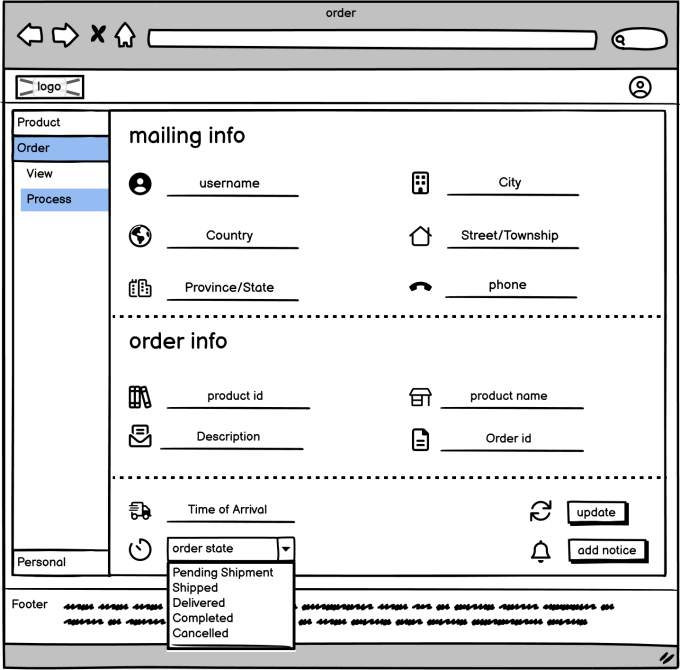 order
logo
Product
Order
View
Process
Personal
mailing info
username
City
Country
Street/Township
Province/State
phone
order info
product id
product name
Description
Order id
Time of Arrival
update
order state
add notice
Pending Shipment
Shipped
Delivered
Completed
Cancelled
Footer